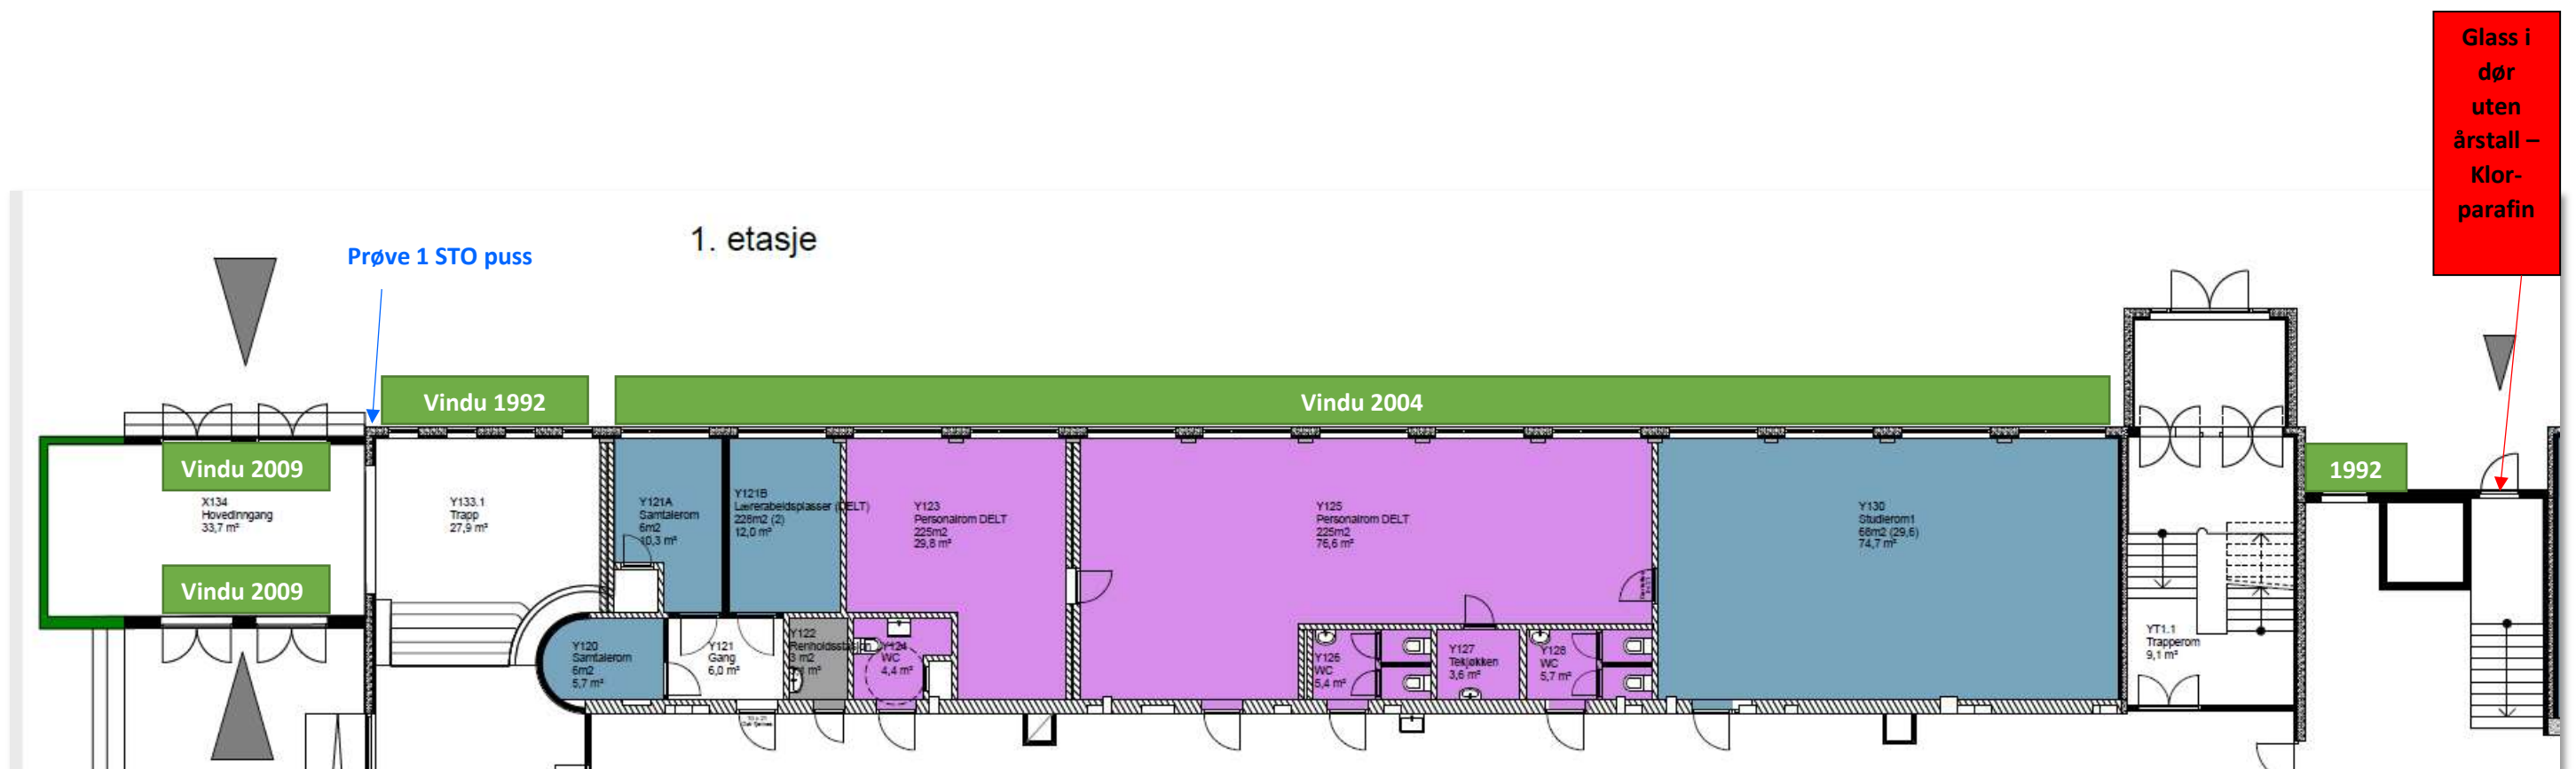 Glass i
dør
uten
årstall –
Klor-
parafin
1. etasje
Prøve 1 STO puss
Vindu 1992
Vindu 2004
Vindu 2009
1992
X134
Hovedinngang
33,7 m²
Y133.1
Trapp
27,9 m²
Y121A
Samtalerom
6m2
10,3 m²
Y121B
Lærerarbeidsplasser (DELT)
228m2 (2)
12,0 m²
Y123
Personalrom DELT
225m2
29,8 m²
Y125
Personalrom DELT
225m2
76,6 m²
Y130
Studierom1
68m2 (29,6)
74,7 m²
Vindu 2009
Y120
Samtalerom
6m2
5,7 m²
Y121
Gang
6,0 m²
Y122
Renholdsstasjon
3 m2
m²
Y124
WC
4,4 m²
Y126
WC
5,4 m²
Y127
Tekjøkken
3,6 m²
Y128
WC
5,7 m²
YT1.1
Trapperom
9,1 m²